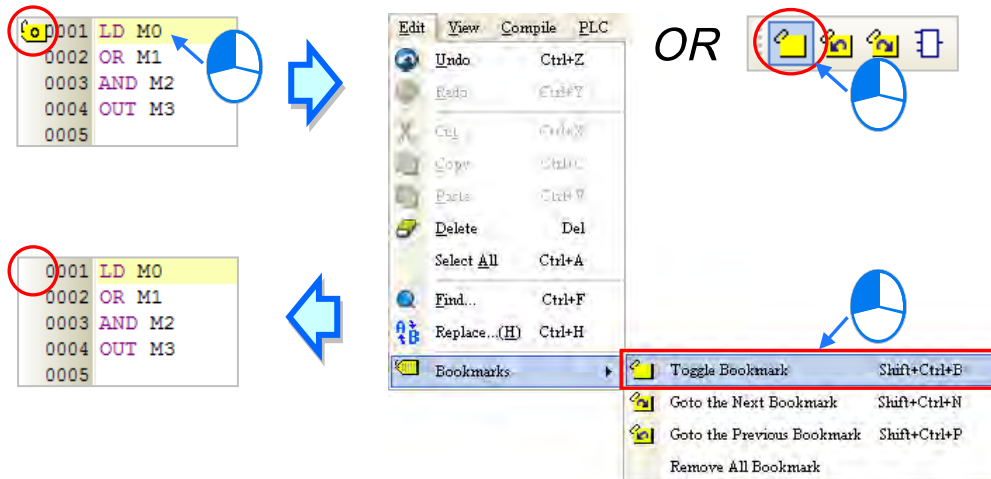 0001 LD M0
0002 OR M1
0003 AND M2
0004 OUT M3
0005
Edit View Compile PLC
Undo Ctrl+Z
Redo Ctrl+Y
Cut Ctrl+X
Copy Ctrl+C
Paste Ctrl+V
Delete Del
Select All Ctrl+A
Find... Ctrl+F
Replace...(H) Ctrl+H
Bookmarks
Toggle Bookmark Shift+Ctrl+B
Goto the Next Bookmark Shift+Ctrl+N
Goto the Previous Bookmark Shift+Ctrl+P
Remove All Bookmark
OR
0001 LD M0
0002 OR M1
0003 AND M2
0004 OUT M3
0005